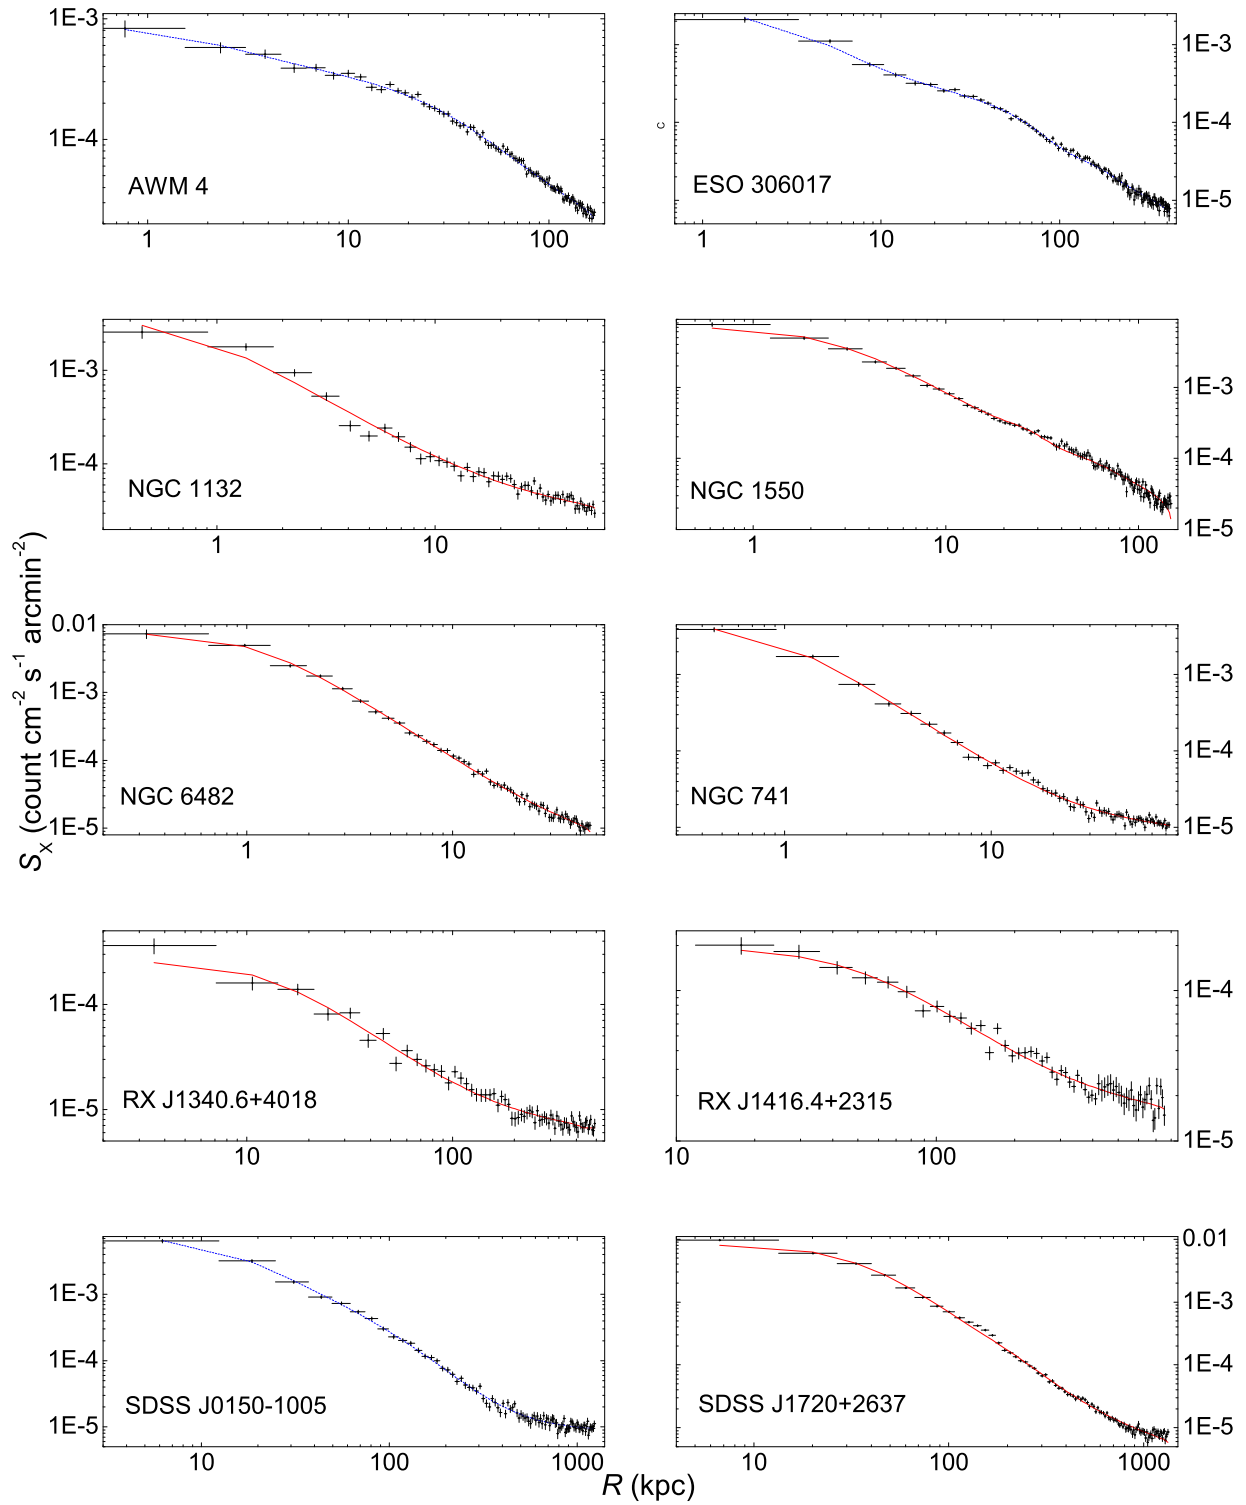 1E-3
1E-4
AWM 4
1 10 100
c
1E-3
1E-4
1E-5
ESO 306017
1 10 100
1E-3
1E-4
NGC 1132
1 10
1E-3
1E-4
1E-5
NGC 1550
1 10 100
S_X (count cm^-2 s^-1 arcmin^-2)
0.01
1E-3
1E-4
1E-5
NGC 6482
1 10
1E-3
1E-4
1E-5
NGC 741
1 10
1E-4
1E-5
RX J1340.6+4018
10 100
1E-4
1E-5
RX J1416.4+2315
10 100
1E-3
1E-4
1E-5
SDSS J0150-1005
10 100 1000
0.01
1E-3
1E-4
1E-5
SDSS J1720+2637
10 100 1000
R (kpc)